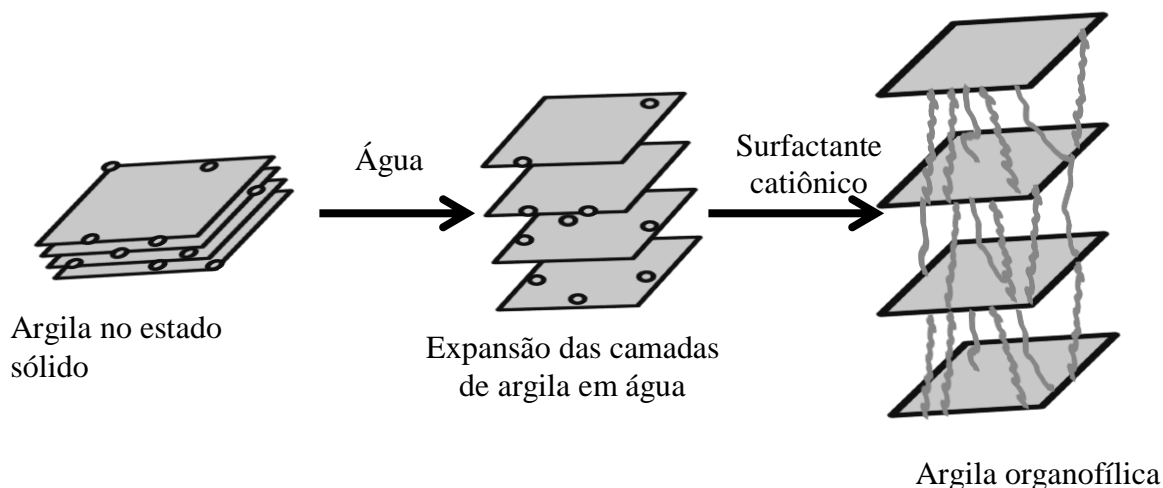 Argila no estado
sólido
Água
Expansão das camadas
de argila em água
Surfactante
catiônico
Argila organofílica